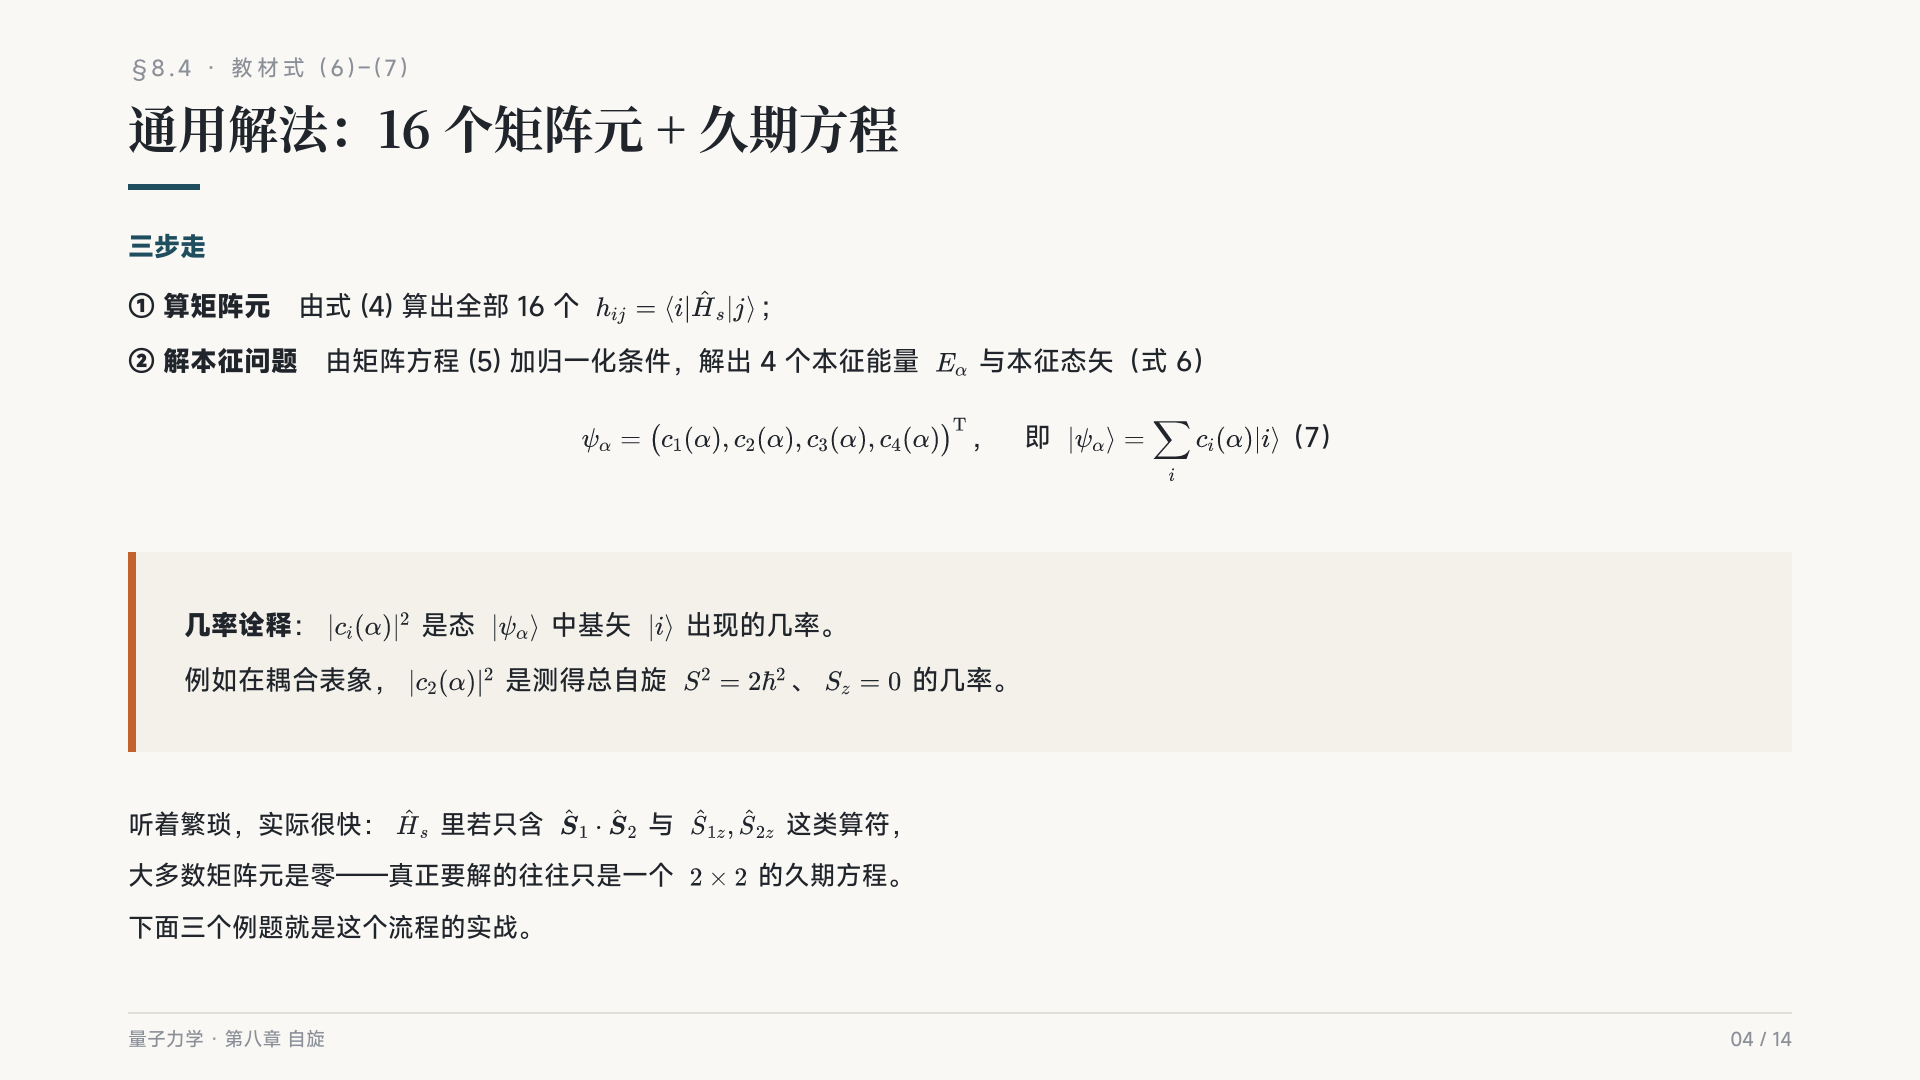 §8.4 · 教材式 (6)–(7)
通用解法：16 个矩阵元 + 久期方程
三步走
① 算矩阵元 由式 (4) 算出全部 16 个 $h_{ij} = \langle i|\hat{H}_s|j\rangle$；
② 解本征问题 由矩阵方程 (5) 加归一化条件，解出 4 个本征能量 $E_\alpha$ 与本征态矢（式 6）
$\psi_\alpha = (c_1(\alpha), c_2(\alpha), c_3(\alpha), c_4(\alpha))^{\mathrm{T}}$， 即 $|\psi_\alpha\rangle = \sum_i c_i(\alpha)|i\rangle$ (7)
几率诠释：$|c_i(\alpha)|^2$ 是态 $|\psi_\alpha\rangle$ 中基矢 $|i\rangle$ 出现的几率。
例如在耦合表象，$|c_2(\alpha)|^2$ 是测得总自旋 $S^2 = 2\hbar^2$、$S_z = 0$ 的几率。
听着繁琐，实际很快：$\hat{H}_s$ 里若只含 $\hat{\boldsymbol{S}}_1 \cdot \hat{\boldsymbol{S}}_2$ 与 $\hat{S}_{1z}, \hat{S}_{2z}$ 这类算符，
大多数矩阵元是零——真正要解的往往只是一个 $2 \times 2$ 的久期方程。
下面三个例题就是这个流程的实战。
量子力学 · 第八章 自旋
04 / 14